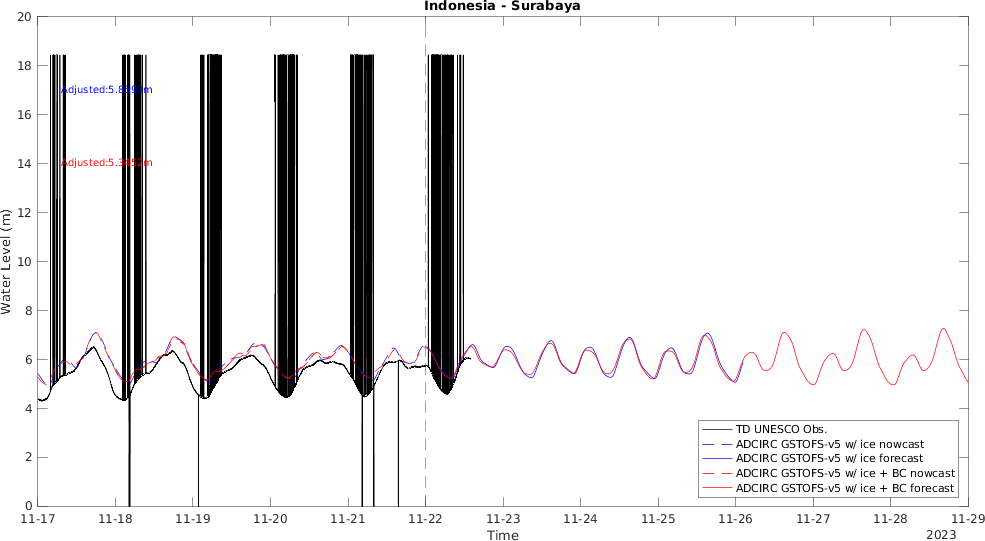 Indonesia - Surabaya
Water Level (m)
20
18
16
14
12
10
8
6
4
2
0
Adjusted:
Adjusted:
TD UNESCO Obs.
ADCIRC GSTOFS-v5 w/ ice nowcast
ADCIRC GSTOFS-v5 w/ ice forecast
ADCIRC GSTOFS-v5 w/ ice + BC nowcast
ADCIRC GSTOFS-v5 w/ ice + BC forecast
11-17 11-18 11-19 11-20 11-21 11-22 11-23 11-24 11-25 11-26 11-27 11-28 11-29
Time
2023